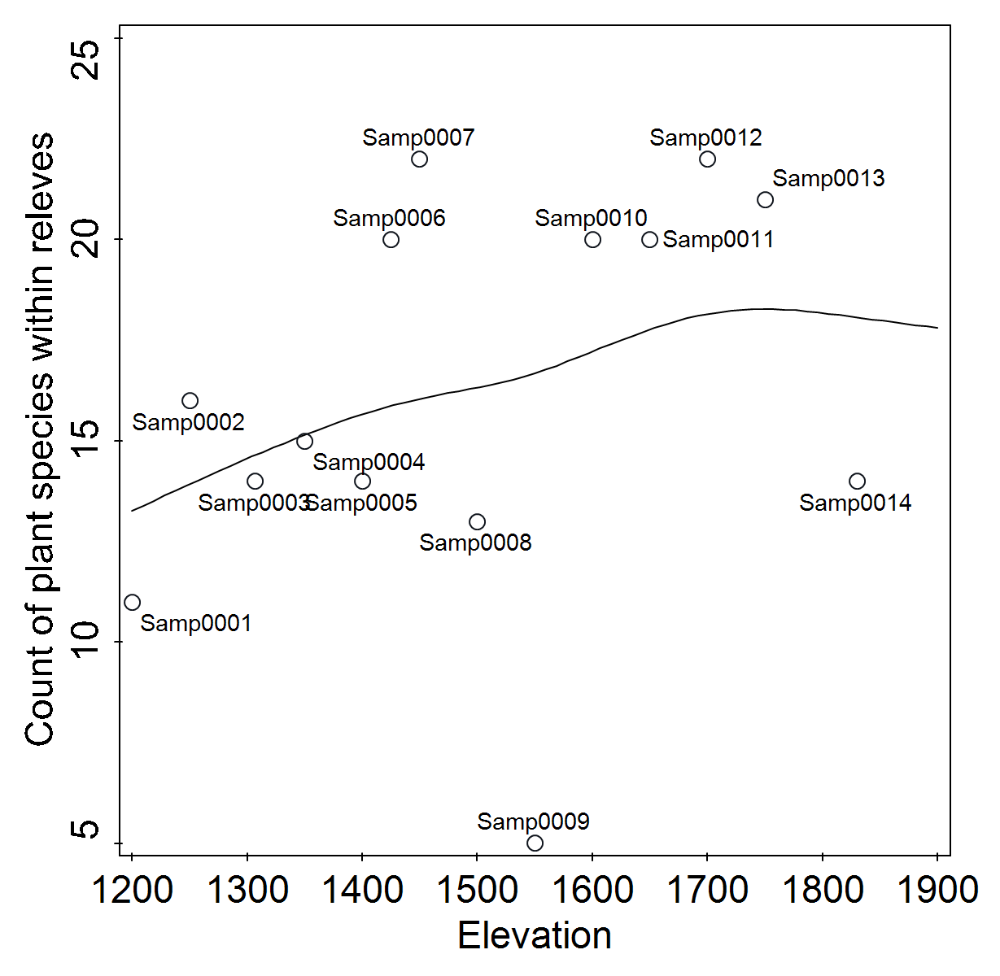 Count of plant species within releves
25
20
15
10
5
Samp0007
Samp0012
Samp0013
Samp0006
Samp0010
Samp0011
Samp0002
Samp0004
Samp0003
Samp0005
Samp0014
Samp0008
Samp0001
Samp0009
1200 1300 1400 1500 1600 1700 1800 1900
Elevation